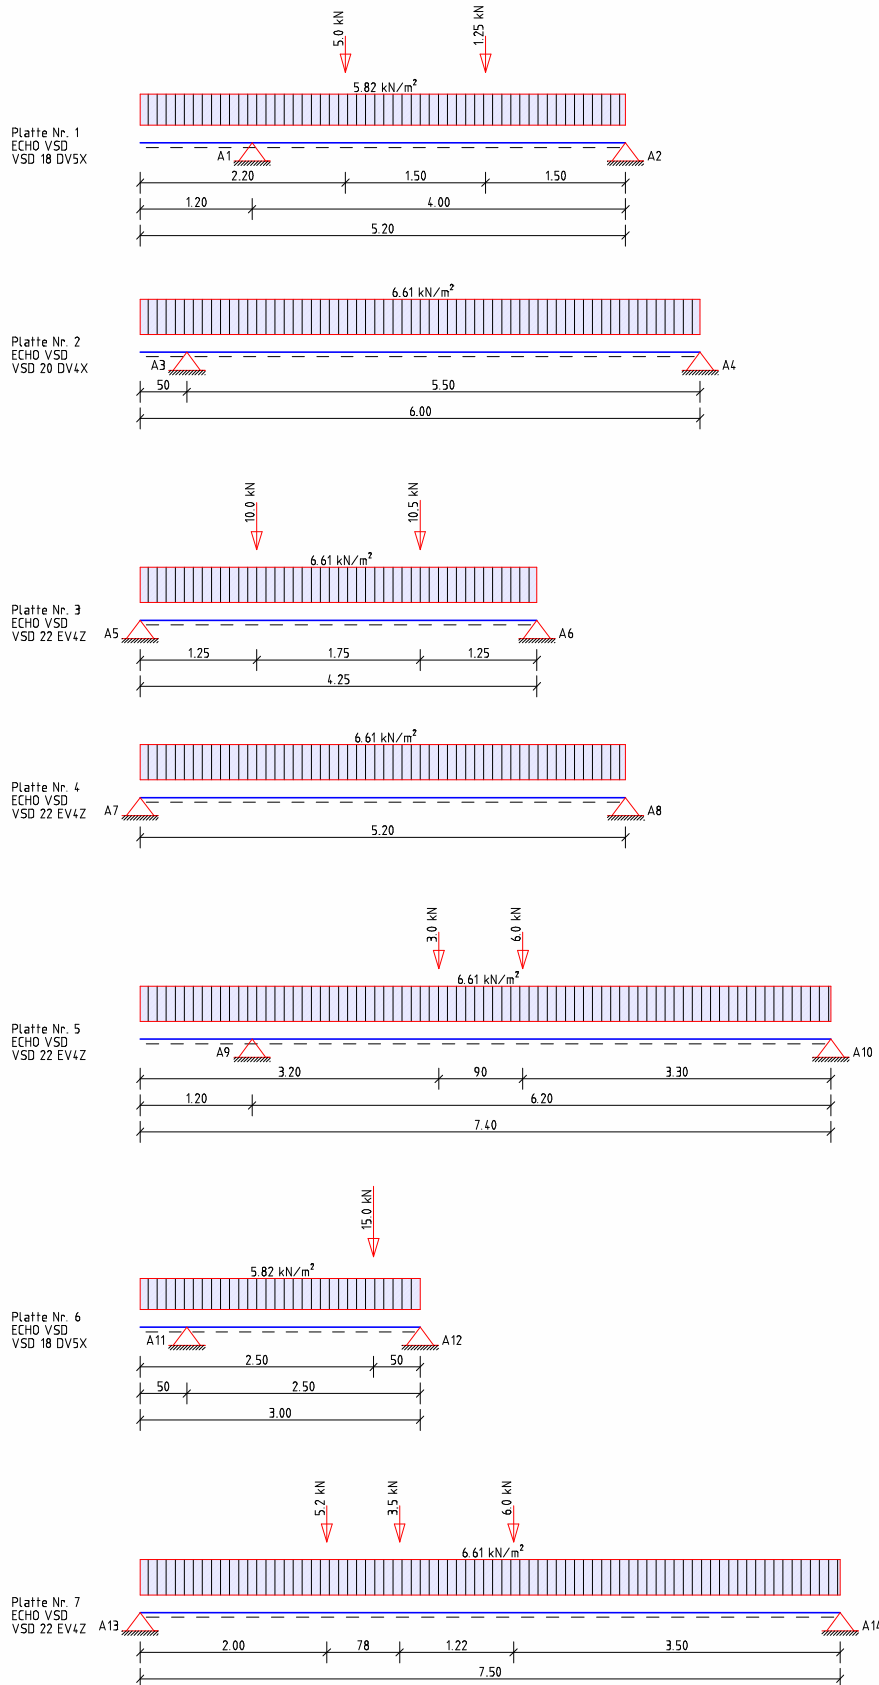 5.0 kN
1.25 kN
5.82 kN/m²
Platte Nr. 1
ECHO VSD
VSD 18 DV5X
A1
A2
2.20
1.50
1.50
1.20
4.00
5.20
6.61 kN/m²
Platte Nr. 2
ECHO VSD
VSD 20 DV4X
A3
A4
50
5.50
6.00
10.0 kN
10.5 kN
6.61 kN/m²
Platte Nr. 3
ECHO VSD
VSD 22 EV4Z
A5
A6
1.25
1.75
1.25
4.25
6.61 kN/m²
Platte Nr. 4
ECHO VSD
VSD 22 EV4Z
A7
A8
5.20
3.0 kN
6.0 kN
6.61 kN/m²
Platte Nr. 5
ECHO VSD
VSD 22 EV4Z
A9
A10
3.20
90
3.30
1.20
6.20
7.40
15.0 kN
5.82 kN/m²
Platte Nr. 6
ECHO VSD
VSD 18 DV5X
A11
A12
2.50
50
50
2.50
3.00
5.2 kN
3.5 kN
6.0 kN
6.61 kN/m²
Platte Nr. 7
ECHO VSD
VSD 22 EV4Z
A13
A14
2.00
78
1.22
3.50
7.50